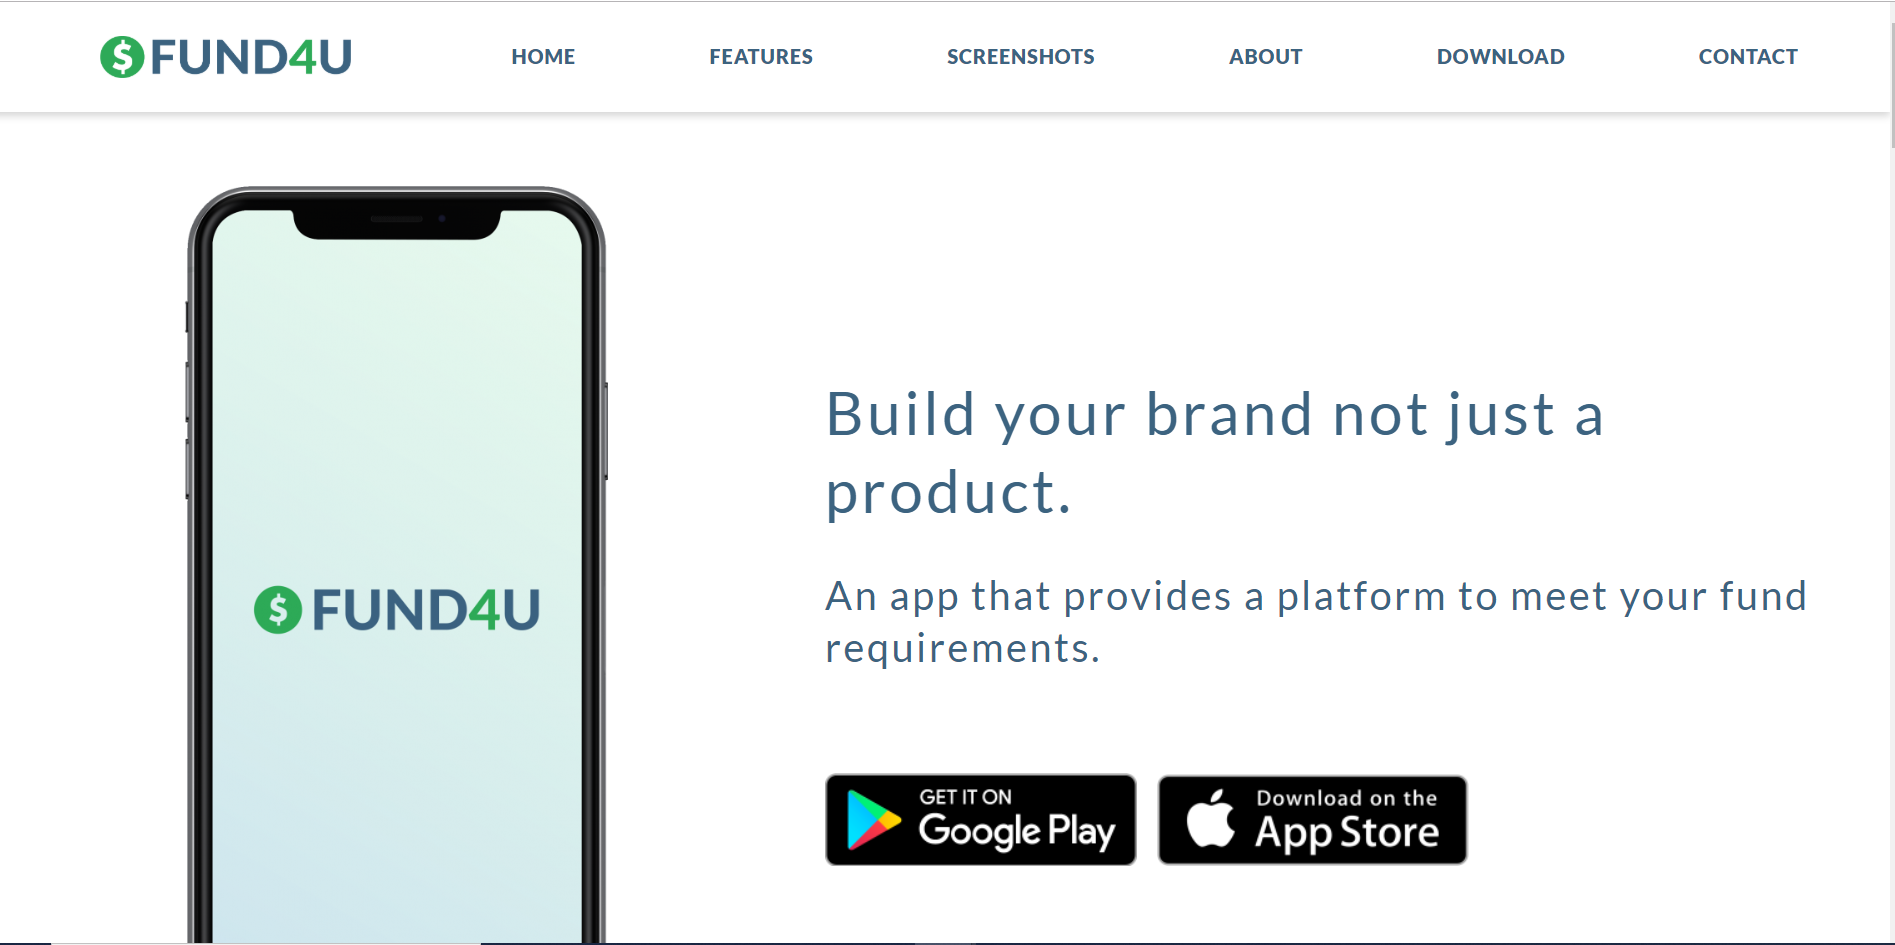 $ FUND4U
HOME
FEATURES
SCREENSHOTS
ABOUT
DOWNLOAD
CONTACT
$ FUND4U
Build your brand not just a
product.
An app that provides a platform to meet your fund
requirements.
GET IT ON
Google Play
Download on the
App Store